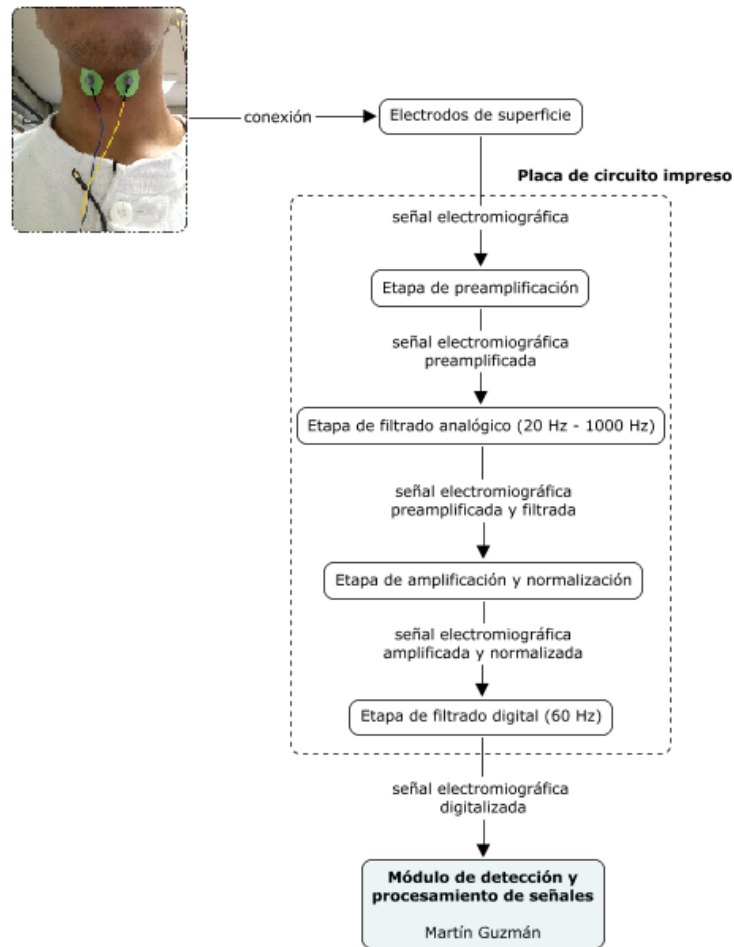 conexión
Electrodos de superficie
Placa de circuito impreso
señal electromiográfica
Etapa de preamplificación
señal electromiográfica
preamplificada
Etapa de filtrado analógico (20 Hz - 1000 Hz)
señal electromiográfica
preamplificada y filtrada
Etapa de amplificación y normalización
señal electromiográfica
amplificada y normalizada
Etapa de filtrado digital (60 Hz)
señal electromiográfica
digitalizada
Módulo de detección y
procesamiento de señales
Martín Guzmán